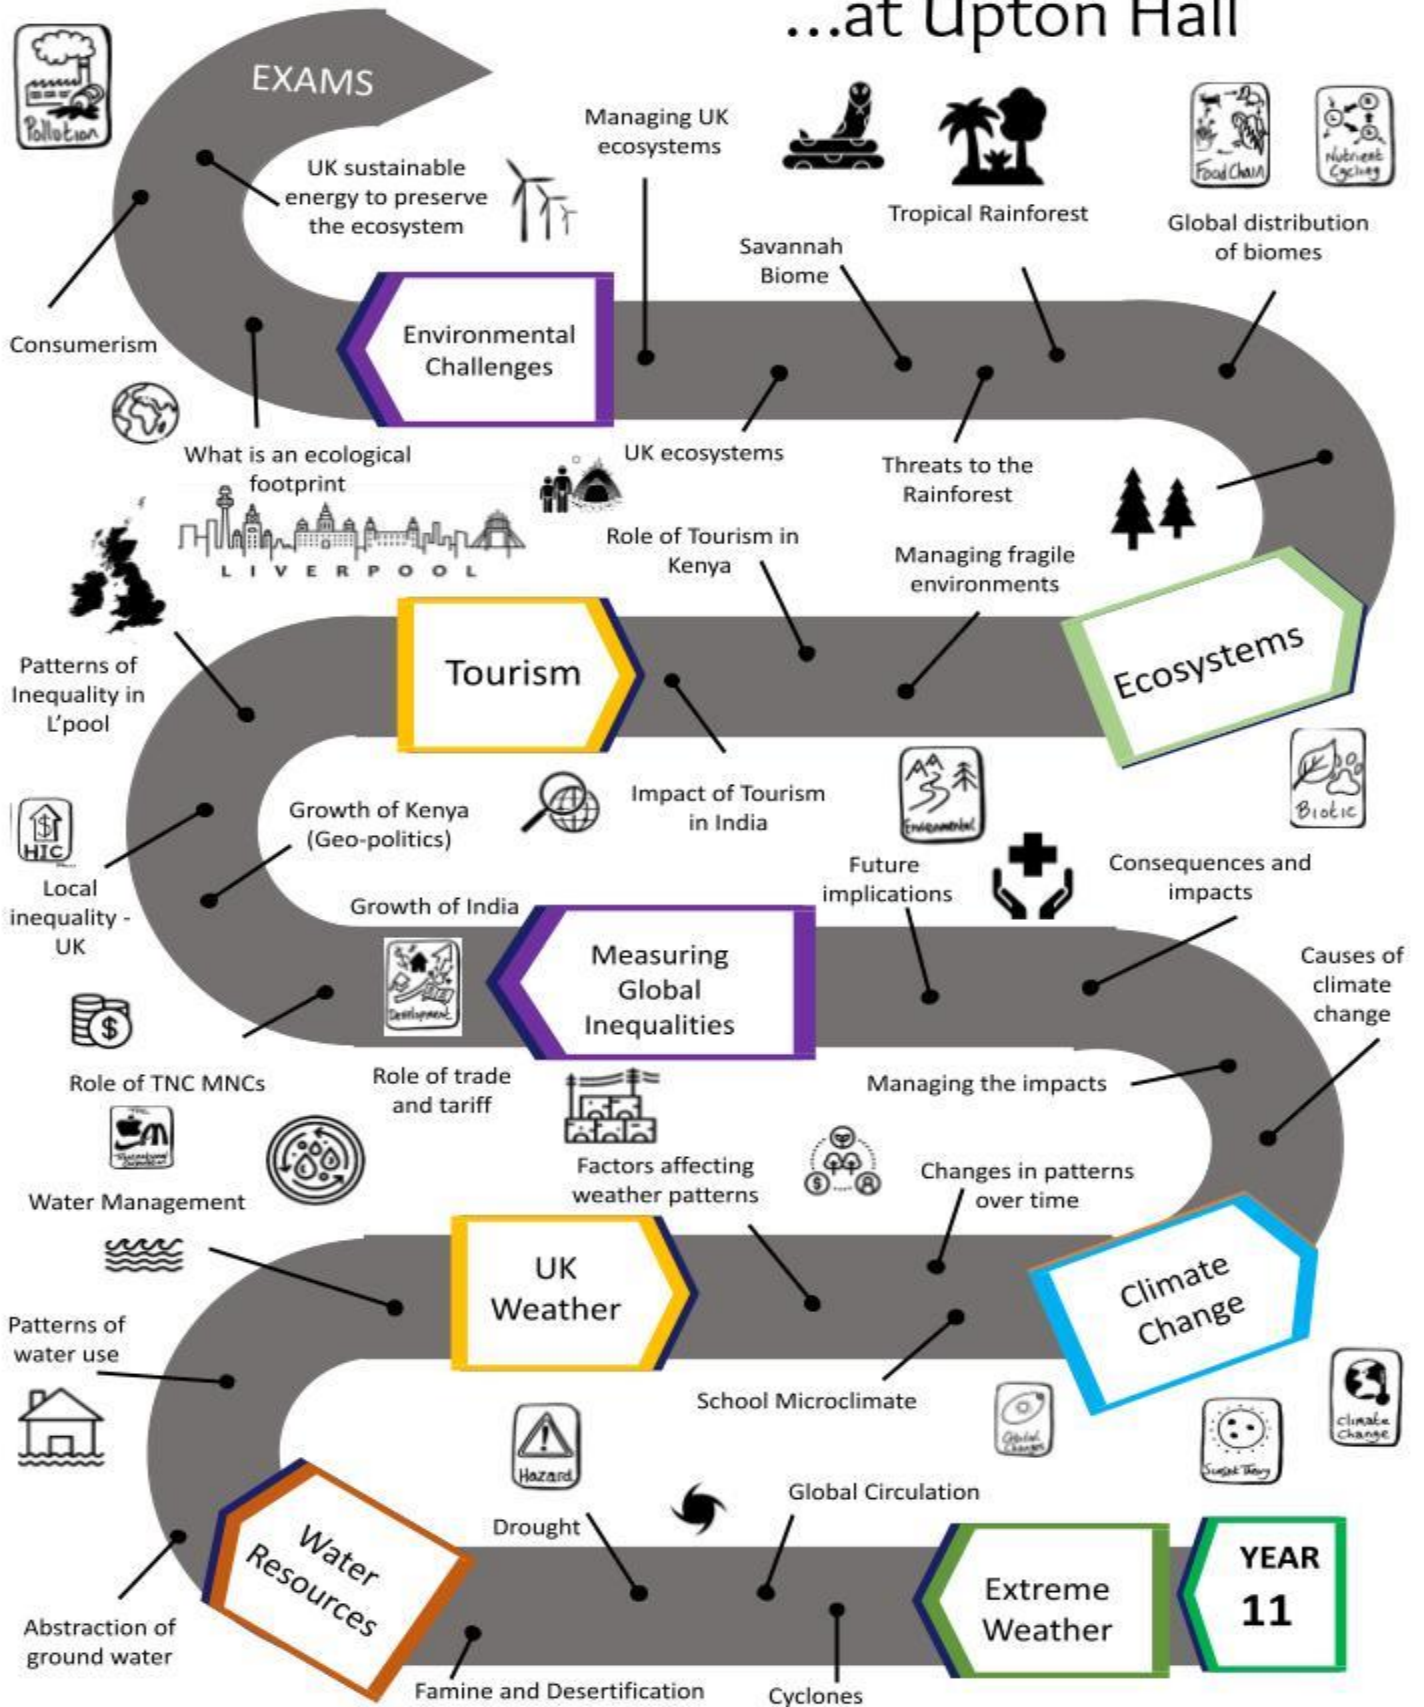 ...at Upton Hall
EXAMS
Pollution
UK sustainable
energy to preserve
the ecosystem
Managing UK
ecosystems
Tropical Rainforest
Food Chain
Nutrient
Cycling
Global distribution
of biomes
Savannah
Biome
Consumerism
Environmental
Challenges
What is an ecological
footprint
UK ecosystems
Threats to the
Rainforest
LIVERPOOL
Role of Tourism in
Kenya
Managing fragile
environments
Patterns of
Inequality in
L'pool
Tourism
Ecosystems
Impact of Tourism
in India
Environmental
Biotic
$
HIC
Local
inequality -
UK
Growth of Kenya
(Geo-politics)
Growth of India
Future
implications
Consequences and
impacts
Causes of
climate
change
Measuring
Global
Inequalities
Development
$
Role of TNC MNCs
Role of trade
and tariff
Managing the impacts
Transnational
Corporation
Water Management
Factors affecting
weather patterns
$
Changes in patterns
over time
UK
Weather
Climate
Change
Patterns of
water use
School Microclimate
Orbital
Changes
Climate
Change
Sunspot Theory
Hazard
Global Circulation
Drought
Water
Resources
Extreme
Weather
YEAR
11
Abstraction of
ground water
Famine and Desertification
Cyclones